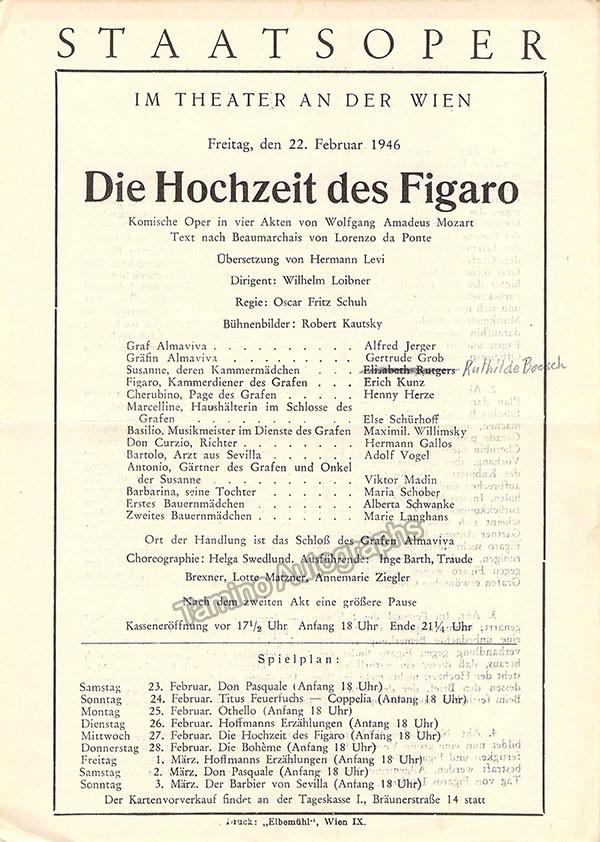 STAATSOPER
IM THEATER AN DER WIEN
Freitag, den 22. Februar 1946
Die Hochzeit des Figaro
Komische Oper in vier Akten von Wolfgang Amadeus Mozart
Text nach Beaumarchais von Lorenzo da Ponte
Übersetzung von Hermann Levi
Dirigent: Wilhelm Loibner
Regie: Oscar Fritz Schuh
Bühnenbilder: Robert Kautsky
Graf Almaviva . . . . . . . . . . Alfred Jerger
Gräfin Almaviva . . . . . . . . . Gertrude Grob
Susanne, deren Kammermädchen . . . Elisabeth Rutgers Ruthilde Boesch
Figaro, Kammerdiener des Grafen . . . Erich Kunz
Cherubino, Page des Grafen . . . . . Henny Herze
Marcelline, Haushälterin im Schlosse des
Grafen . . . . . . . . . . . . Else Schürhoff
Basilio, Musikmeister im Dienste des Grafen Maximil. Willimsky
Don Curzio, Richter . . . . . . . . Hermann Gallos
Bartolo, Arzt aus Sevilla . . . . . . . Adolf Vogel
Antonio, Gärtner des Grafen und Onkel
der Susanne . . . . . . . . . . Viktor Madin
Barbarina, seine Tochter . . . . . . Maria Schober
Erstes Bauernmädchen . . . . . . . Alberta Schwanke
Zweites Bauernmädchen . . . . . . Marie Langhans
Ort der Handlung ist das Schloß des Grafen Almaviva
Choreographie: Helga Swedlund. Ausführende: Inge Barth, Traude
Brexner, Lotte Matzner, Annemarie Ziegler
Tamino Autographs
Nach dem zweiten Akt eine größere Pause
Kasseneröffnung vor 17½ Uhr Anfang 18 Uhr Ende 21¼ Uhr
Spielplan:
Samstag 23. Februar. Don Pasquale (Anfang 18 Uhr)
Sonntag 24. Februar. Titus Feuerfuchs — Coppelia (Anfang 18 Uhr)
Montag 25. Februar. Othello (Anfang 18 Uhr)
Dienstag 26. Februar. Hoffmanns Erzählungen (Anfang 18 Uhr)
Mittwoch 27. Februar. Die Hochzeit des Figaro (Anfang 18 Uhr)
Donnerstag 28. Februar. Die Bohème (Anfang 18 Uhr)
Freitag 1. März. Hoffmanns Erzählungen (Anfang 18 Uhr)
Samstag 2. März. Don Pasquale (Anfang 18 Uhr)
Sonntag 3. März. Der Barbier von Sevilla (Anfang 18 Uhr)
Der Kartenvorverkauf findet an der Tageskasse I., Bräunerstraße 14 statt
Druck: „Elbemühl“, Wien IX.